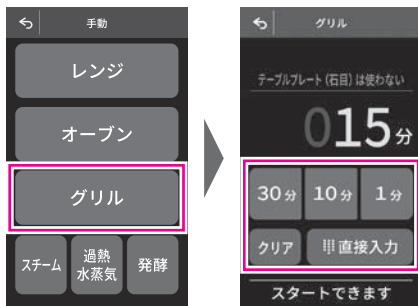 手動
レンジ
オーブン
グリル
スチーム
過熱
水蒸気
発酵
グリル
テーブルプレート(石目)は使わない
015分
30分
10分
1分
クリア
直接入力
スタートできます